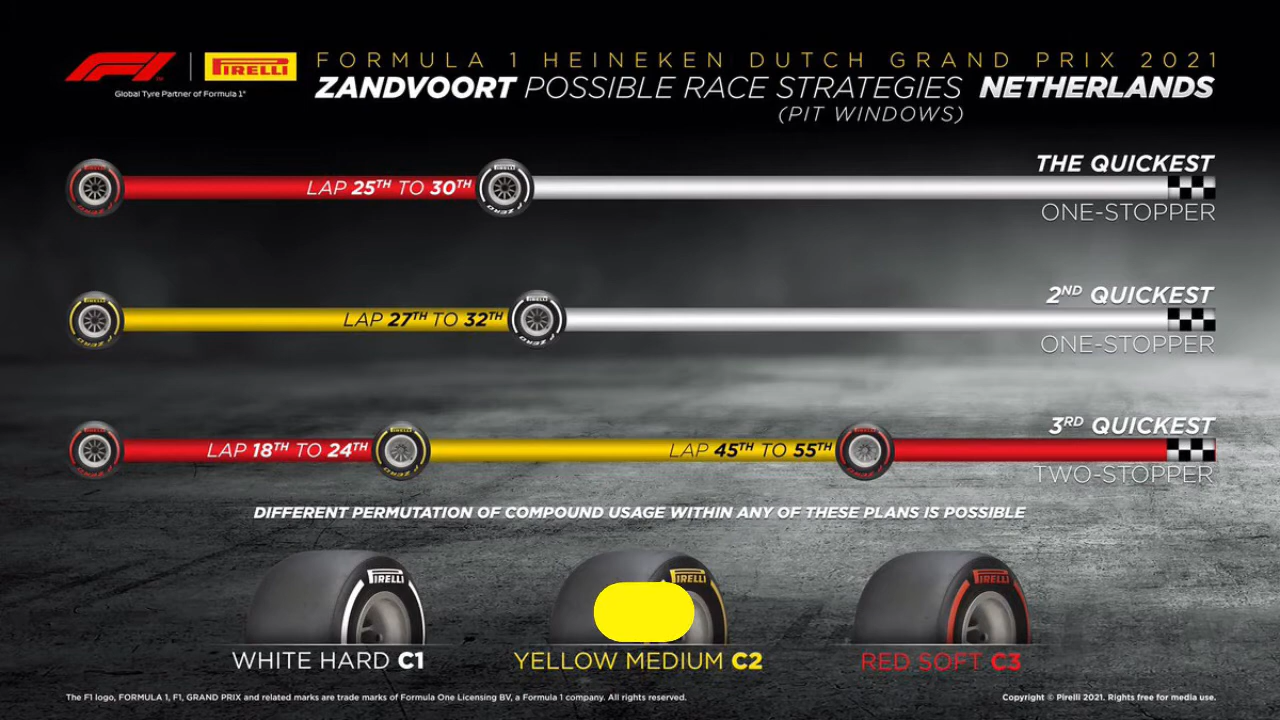 F1 PIRELLI FORMULA 1 HEINEKEN DUTCH GRAND PRIX 2021
Global Tyre Partner of Formula 1® ZANDVOORT POSSIBLE RACE STRATEGIES NETHERLANDS
(PIT WINDOWS)
THE QUICKEST
LAP 25TH TO 30TH
ONE-STOPPER
2ND QUICKEST
LAP 27TH TO 32TH
ONE-STOPPER
3RD QUICKEST
LAP 18TH TO 24TH LAP 45TH TO 55TH
TWO-STOPPER
DIFFERENT PERMUTATION OF COMPOUND USAGE WITHIN ANY OF THESE PLANS IS POSSIBLE
PIRELLI PIRELLI PIRELLI
WHITE HARD C1 YELLOW MEDIUM C2 RED SOFT C3
The F1 logo, FORMULA 1, F1, GRAND PRIX and related marks are trade marks of Formula One Licensing BV, a Formula 1 company. All rights reserved. Copyright © Pirelli 2021. Rights free for media use.